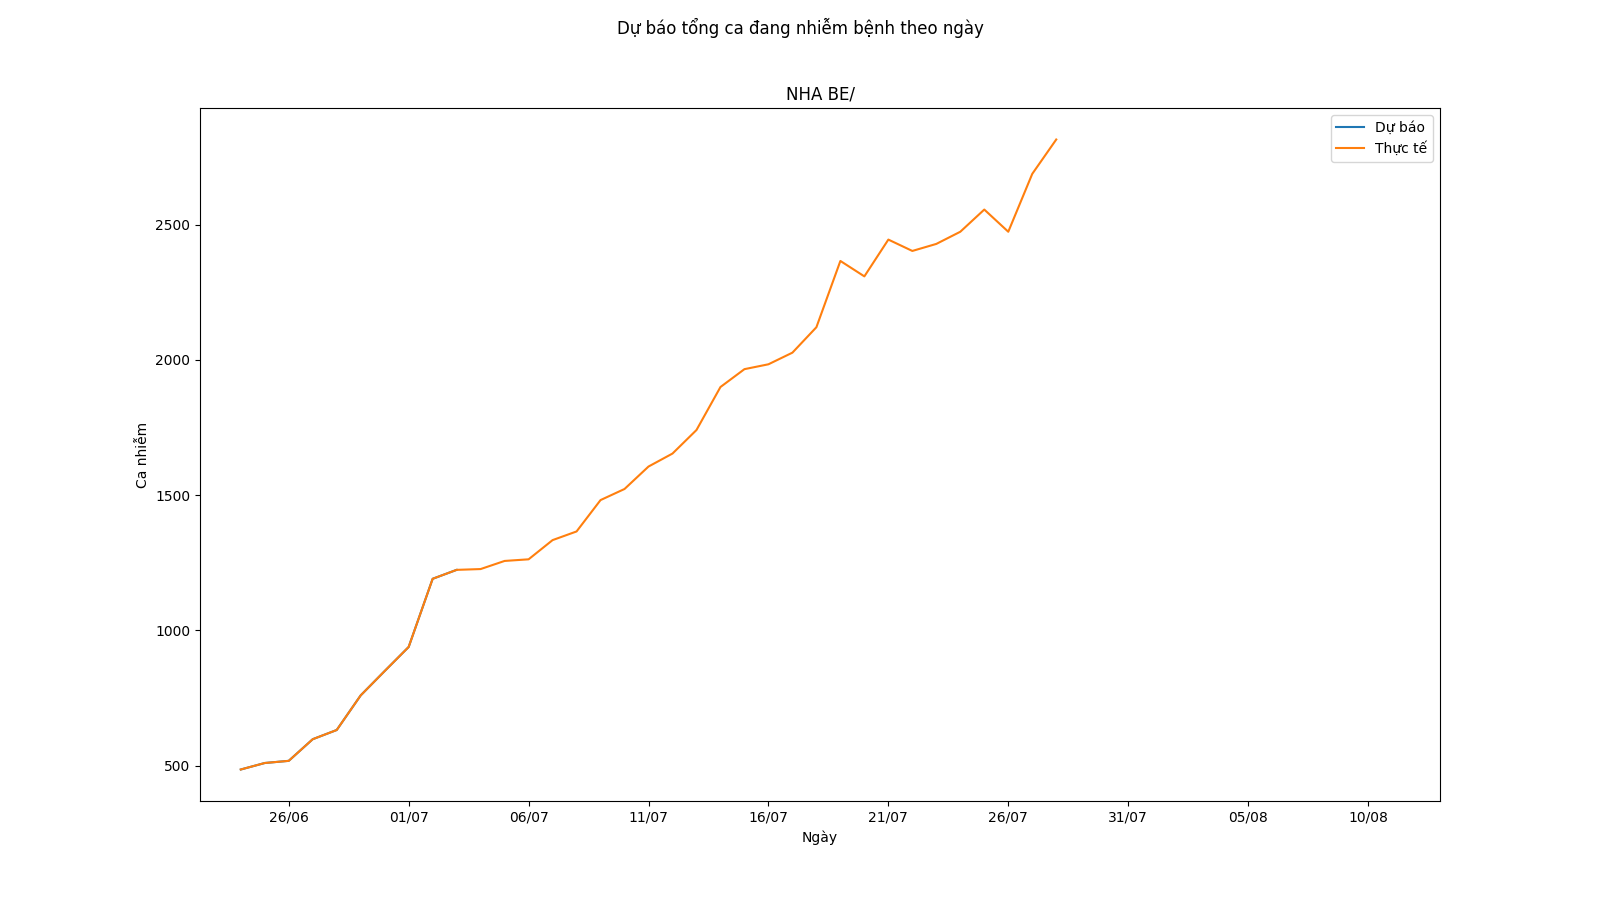 Dự báo tổng ca đang nhiễm bệnh theo ngày
NHA BE/
Dự báo
Thực tế
Ca nhiễm
2500
2000
1500
1000
500
26/06 01/07 06/07 11/07 16/07 21/07 26/07 31/07 05/08 10/08
Ngày